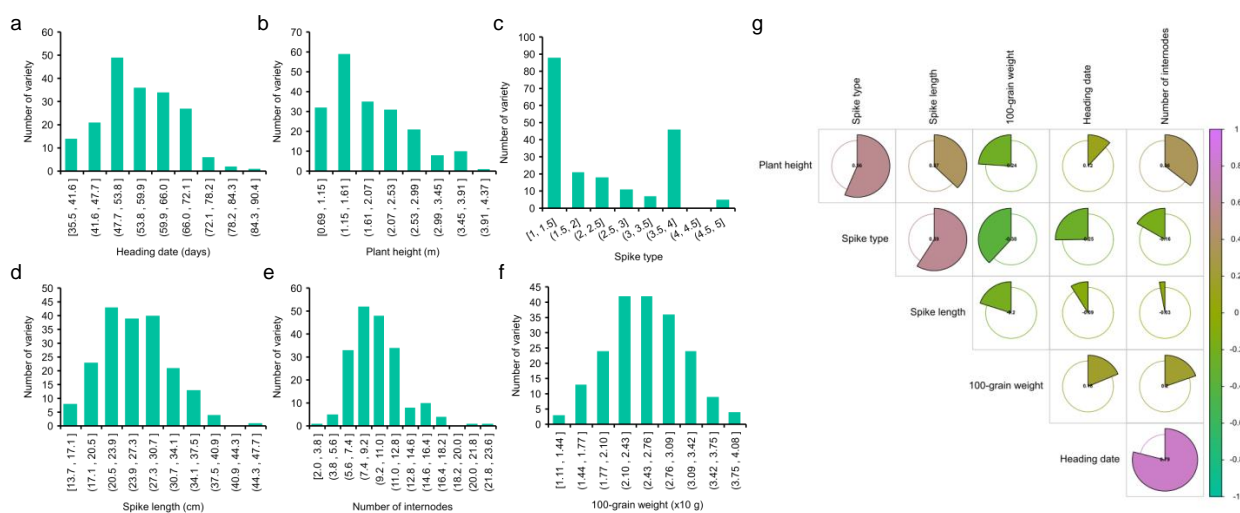 a
60
50
40
30
20
10
0
Number of variety
[35.5 , 41.6 ]
(41.6 , 47.7 ]
(47.7 , 53.8 ]
(53.8 , 59.9 ]
(59.9 , 66.0 ]
(66.0 , 72.1 ]
(72.1 , 78.2 ]
(78.2 , 84.3 ]
(84.3 , 90.4 ]
Heading date (days)
b
70
60
50
40
30
20
10
0
Number of variety
[0.69 , 1.15 ]
(1.15 , 1.61 ]
(1.61 , 2.07 ]
(2.07 , 2.53 ]
(2.53 , 2.99 ]
(2.99 , 3.45 ]
(3.45 , 3.91 ]
(3.91 , 4.37 ]
Plant height (m)
c
100
90
80
70
60
50
40
30
20
10
0
Number of variety
[1, 1.5]
(1.5, 2]
(2, 2.5]
(2.5, 3]
(3, 3.5]
(3.5, 4]
(4, 4.5]
(4.5, 5]
Spike type
d
50
45
40
35
30
25
20
15
10
5
0
Number of variety
[13.7 , 17.1 ]
(17.1 , 20.5 ]
(20.5 , 23.9 ]
(23.9 , 27.3 ]
(27.3 , 30.7 ]
(30.7 , 34.1 ]
(34.1 , 37.5 ]
(37.5 , 40.9 ]
(40.9 , 44.3 ]
(44.3 , 47.7 ]
Spike length (cm)
e
60
50
40
30
20
10
0
Number of variety
[2.0 , 3.8 ]
(3.8 , 5.6 ]
(5.6 , 7.4 ]
(7.4 , 9.2 ]
(9.2 , 11.0 ]
(11.0 , 12.8 ]
(12.8 , 14.6 ]
(14.6 , 16.4 ]
(16.4 , 18.2 ]
(18.2 , 20.0 ]
(20.0 , 21.8 ]
(21.8 , 23.6 ]
Number of internodes
f
45
40
35
30
25
20
15
10
5
0
Number of variety
[1.11 , 1.44 ]
(1.44 , 1.77 ]
(1.77 , 2.10 ]
(2.10 , 2.43 ]
(2.43 , 2.76 ]
(2.76 , 3.09 ]
(3.09 , 3.42 ]
(3.42 , 3.75 ]
(3.75 , 4.08 ]
100-grain weight (x10 g)
g
Spike type
Spike length
100-grain weight
Heading date
Number of internodes
Plant height
Spike type
Spike length
-0.2
-0.09
-0.03
100-grain weight
Heading date
0.79
1
0.8
0.6
0.4
0.2
0
-0.2
-0.4
-0.6
-0.8
-1